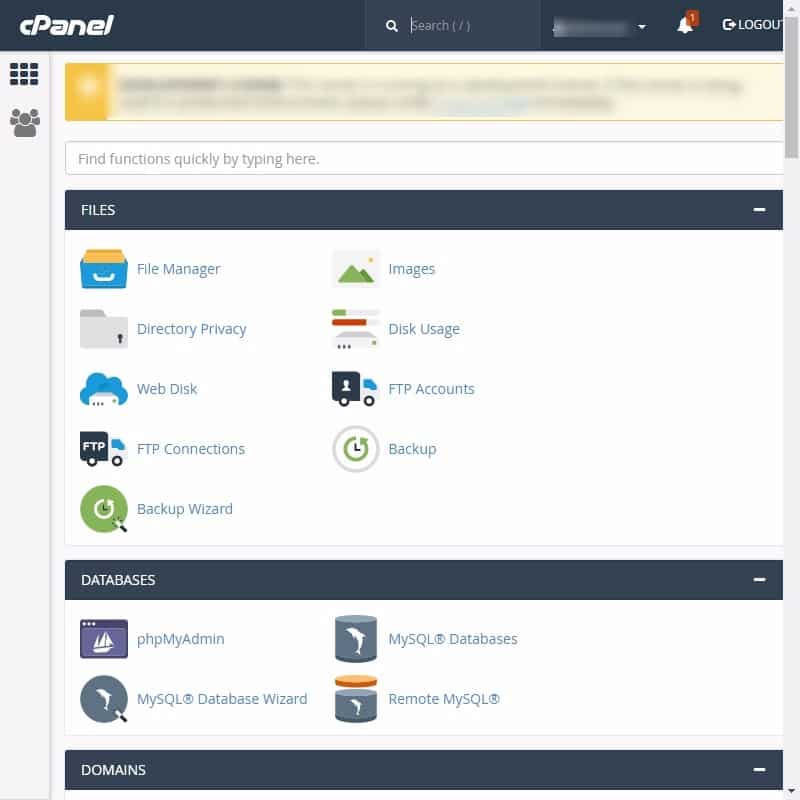 cPanel
Search ( / )
1
LOGOUT
Find functions quickly by typing here.
FILES
File Manager
Images
Directory Privacy
Disk Usage
Web Disk
FTP Accounts
FTP
FTP Connections
Backup
Backup Wizard
DATABASES
phpMyAdmin
MySQL® Databases
MySQL® Database Wizard
Remote MySQL®
DOMAINS